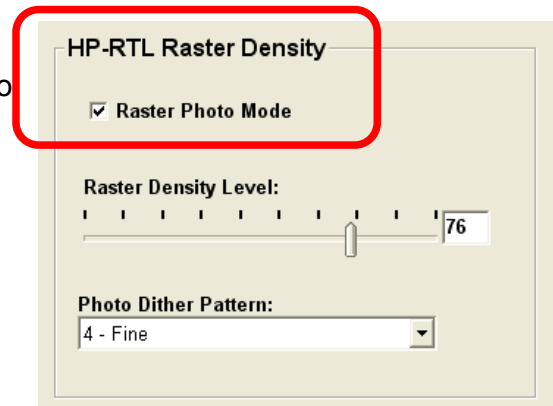 HP-RTL Raster Density
o
Raster Photo Mode
Raster Density Level:
76
Photo Dither Pattern:
4 - Fine